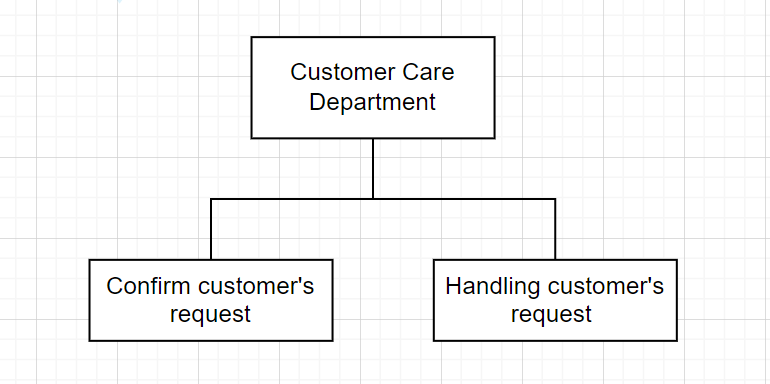 Customer Care
Department
Confirm customer's
request
Handling customer's
request